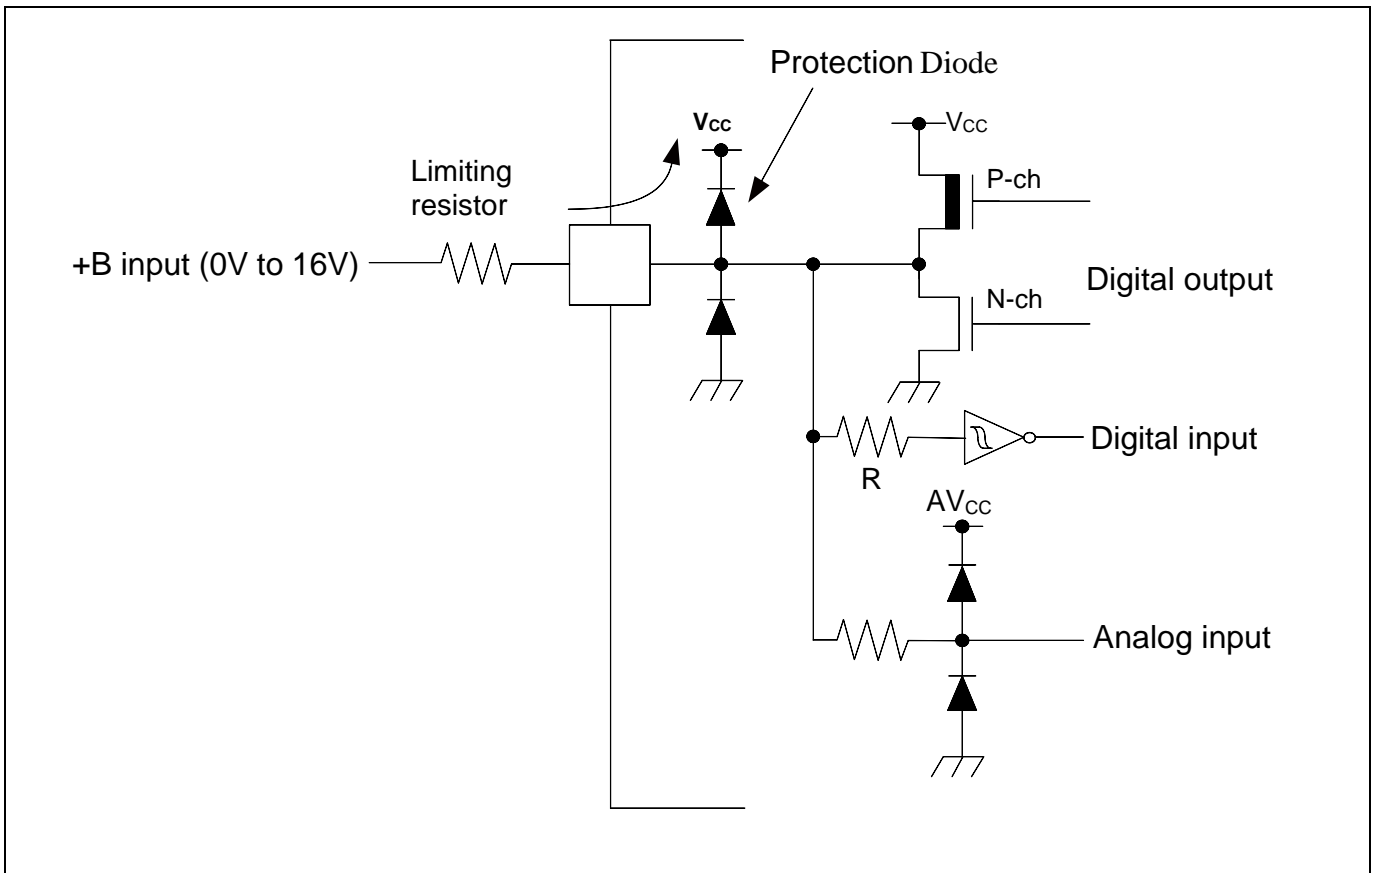 Protection Diode
Vcc
Vcc
Limiting
resistor
P-ch
+B input (0V to 16V)
Digital output
N-ch
Digital input
R
AVcc
Analog input